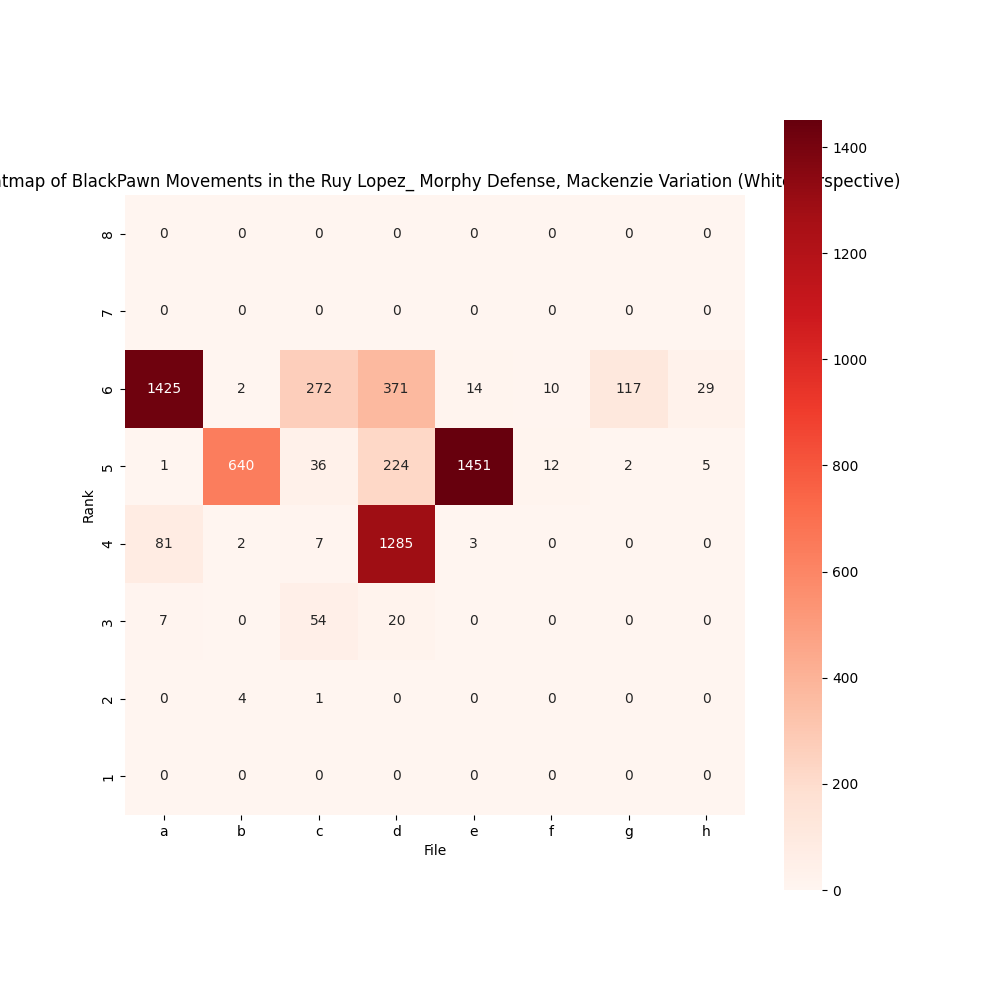 atmap of BlackPawn Movements in the Ruy Lopez_ Morphy Defense, Mackenzie Variation (White rspective)
1400
1200
1000
800
600
400
200
0
Rank
8 0 0 0 0 0 0 0 0
7 0 0 0 0 0 0 0 0
6 1425 2 272 371 14 10 117 29
5 1 640 36 224 1451 12 2 5
4 81 2 7 1285 3 0 0 0
3 7 0 54 20 0 0 0 0
2 0 4 1 0 0 0 0 0
1 0 0 0 0 0 0 0 0
a b c d e f g h
File